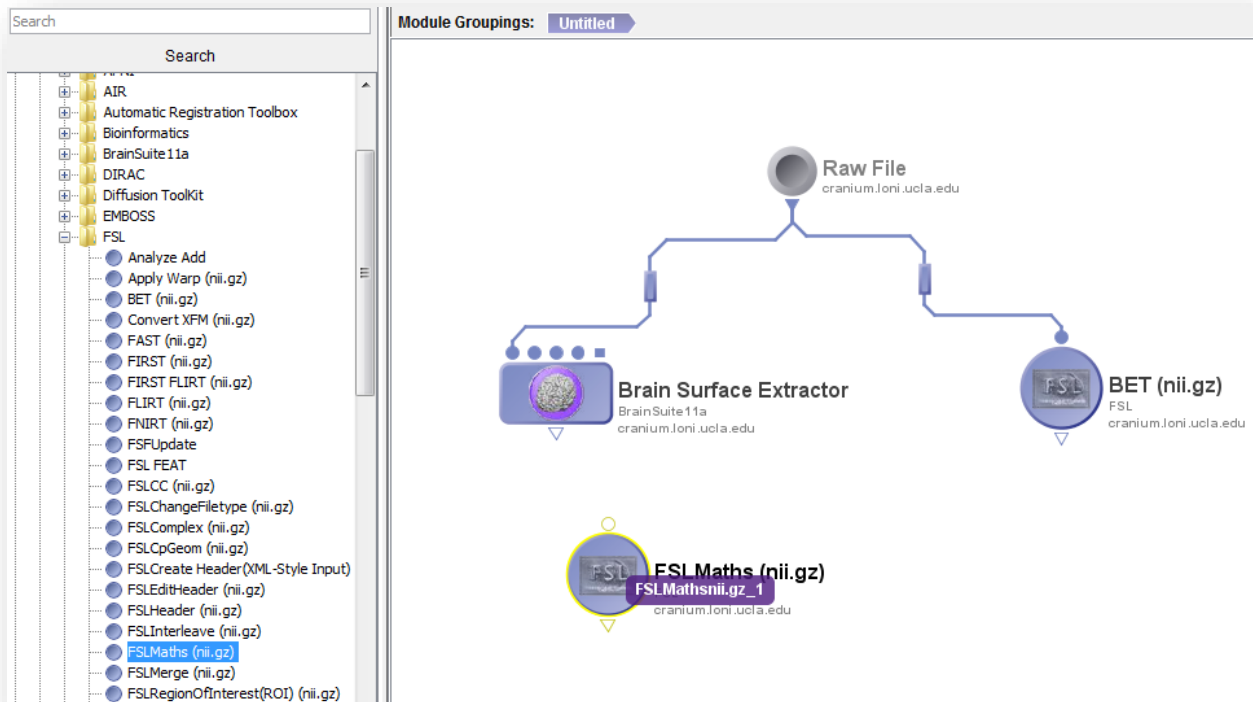 Search
Search
AFNI
AIR
Automatic Registration Toolbox
Bioinformatics
BrainSuite11a
DIRAC
Diffusion ToolKit
EMBOSS
FSL
Analyze Add
Apply Warp (nii.gz)
BET (nii.gz)
Convert XFM (nii.gz)
FAST (nii.gz)
FIRST (nii.gz)
FIRST FLIRT (nii.gz)
FLIRT (nii.gz)
FNIRT (nii.gz)
FSFUpdate
FSL FEAT
FSLCC (nii.gz)
FSLChangeFiletype (nii.gz)
FSLComplex (nii.gz)
FSLCpGeom (nii.gz)
FSLCreate Header(XML-Style Input)
FSLEditHeader (nii.gz)
FSLHeader (nii.gz)
FSLInterleave (nii.gz)
FSLMaths (nii.gz)
FSLMerge (nii.gz)
FSLRegionOfInterest(ROI) (nii.gz)
Module Groupings: Untitled
Raw File
cranium.loni.ucla.edu
Brain Surface Extractor
BrainSuite11a
cranium.loni.ucla.edu
FSL
BET (nii.gz)
FSL
cranium.loni.ucla.edu
FSL
FSLMaths (nii.gz)
FSLMathsnii.gz_1
cranium.loni.ucla.edu